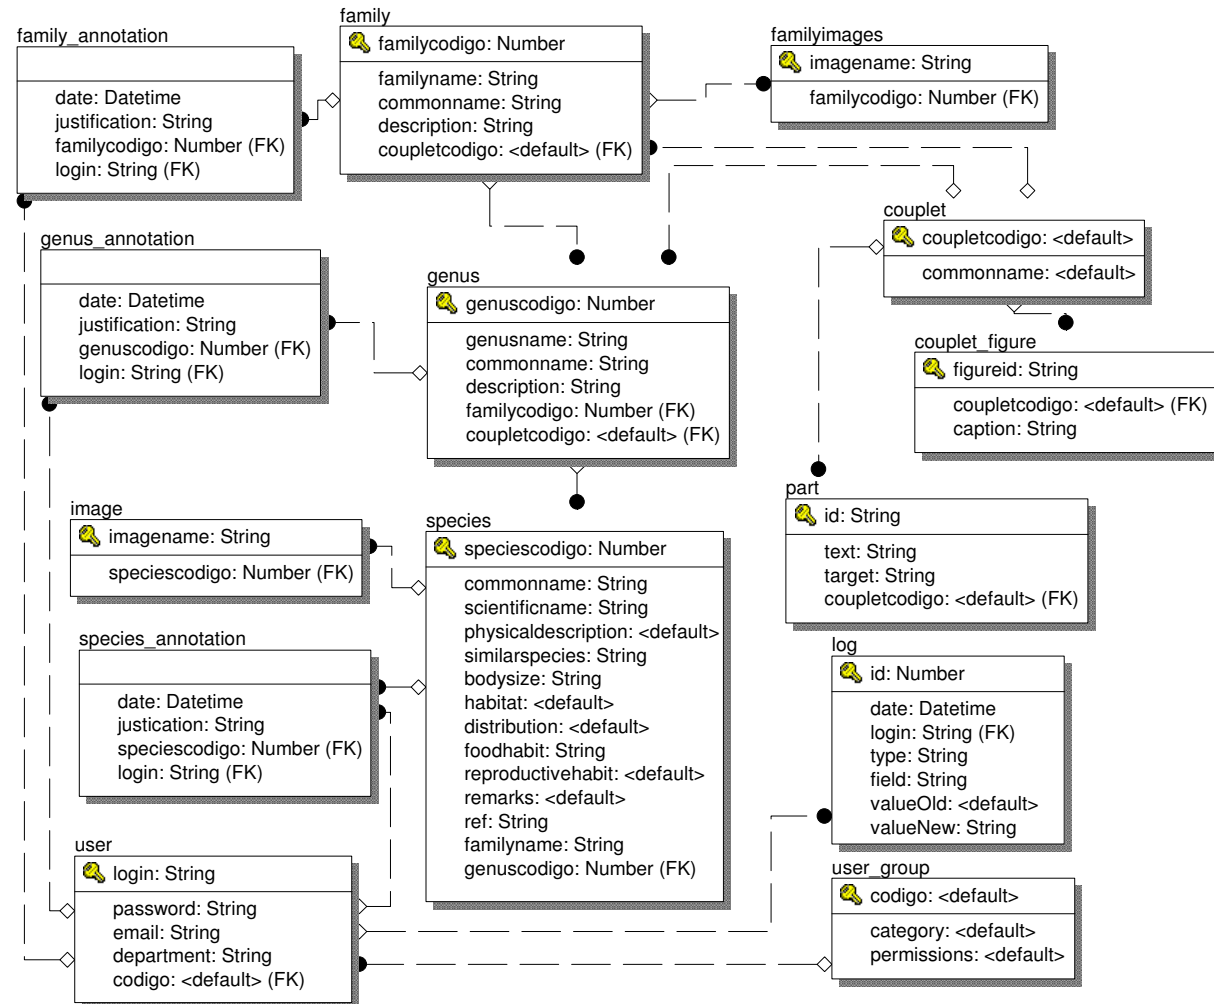 family
familycodigo: Number
familyname: String
commonname: String
description: String
coupletcodigo: <default> (FK)
family_annotation
date: Datetime
justification: String
familycodigo: Number (FK)
login: String (FK)
familyimages
imagename: String
familycodigo: Number (FK)
couplet
coupletcodigo: <default>
commonname: <default>
genus_annotation
date: Datetime
justification: String
genuscodigo: Number (FK)
login: String (FK)
genus
genuscodigo: Number
genusname: String
commonname: String
description: String
familycodigo: Number (FK)
coupletcodigo: <default> (FK)
couplet_figure
figureid: String
coupletcodigo: <default> (FK)
caption: String
image
imagename: String
speciescodigo: Number (FK)
species
speciescodigo: Number
commonname: String
scientificname: String
physicaldescription: <default>
similarspecies: String
bodysize: String
habitat: <default>
distribution: <default>
foodhabit: String
reproductivehabit: <default>
remarks: <default>
ref: String
familyname: String
genuscodigo: Number (FK)
part
id: String
text: String
target: String
coupletcodigo: <default> (FK)
species_annotation
date: Datetime
justication: String
speciescodigo: Number (FK)
login: String (FK)
log
id: Number
date: Datetime
login: String (FK)
type: String
field: String
valueOld: <default>
valueNew: String
user
login: String
password: String
email: String
department: String
codigo: <default> (FK)
user_group
codigo: <default>
category: <default>
permissions: <default>